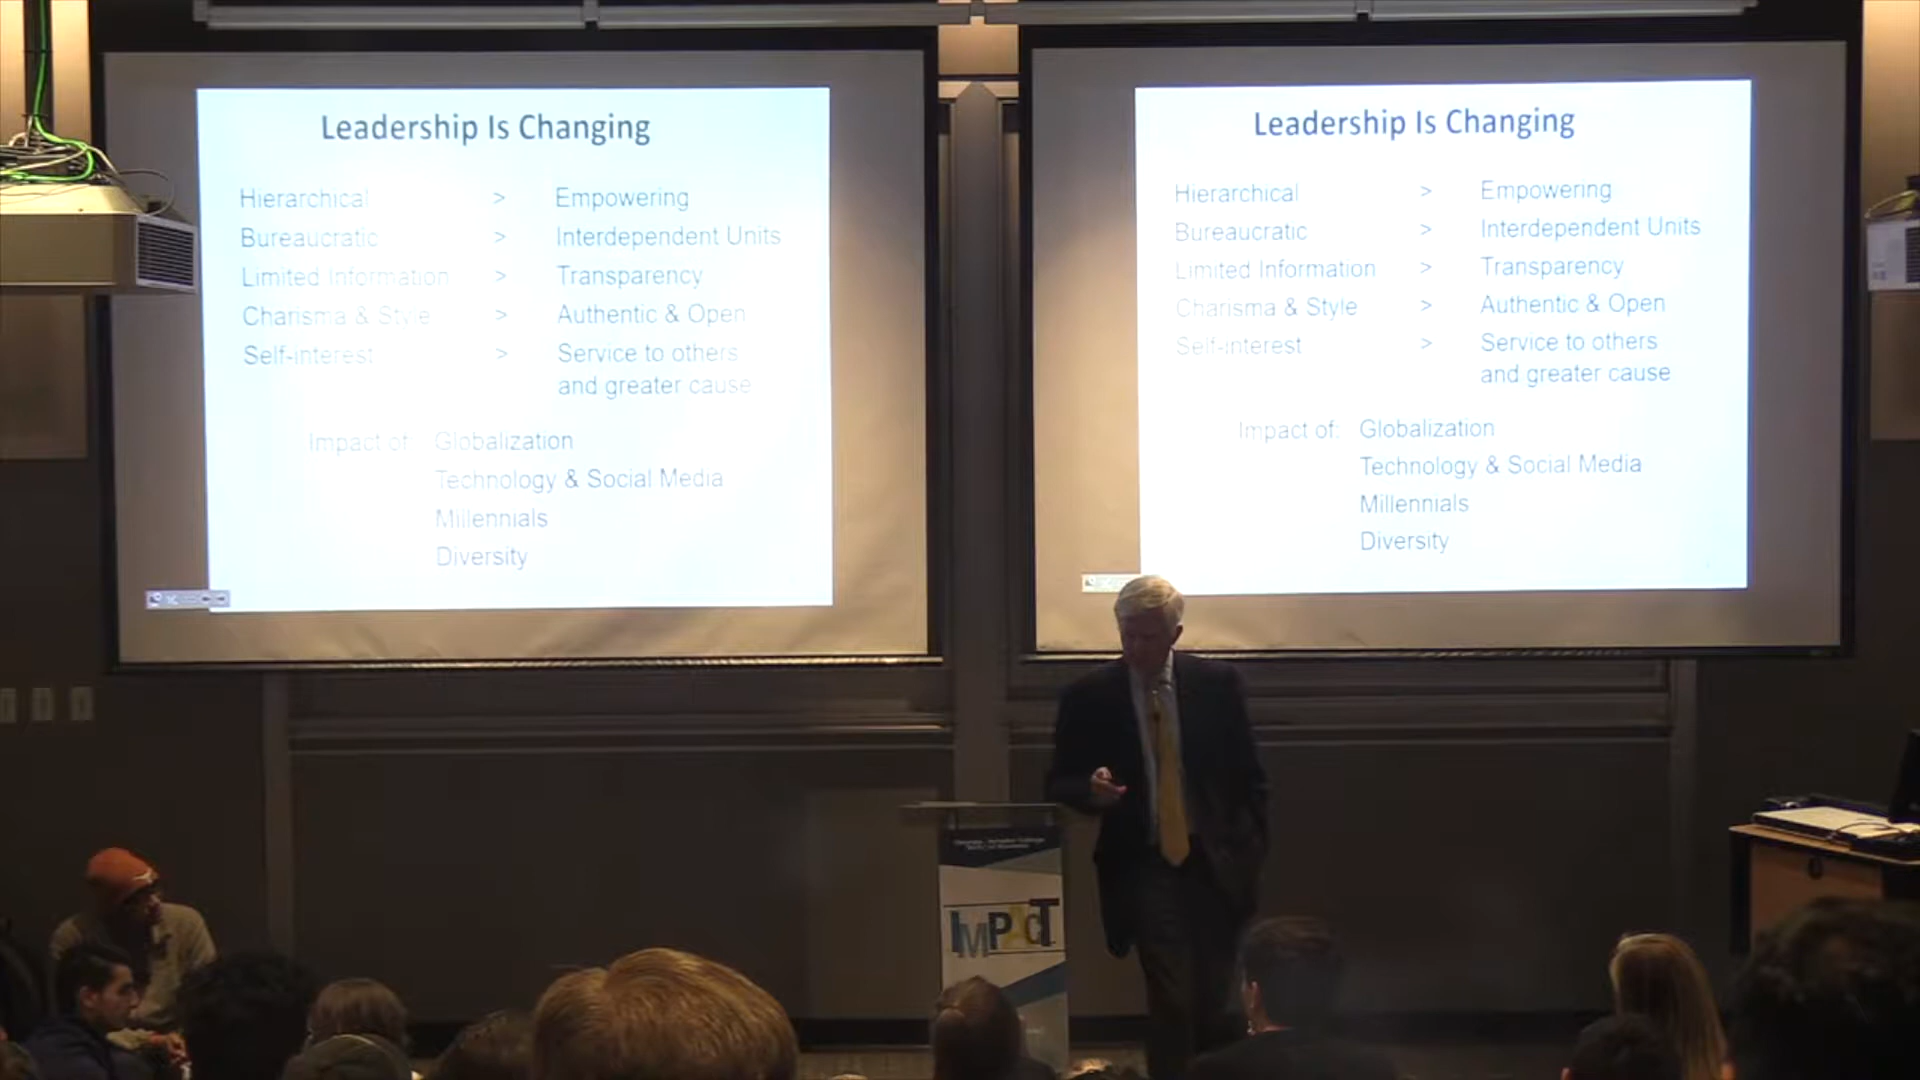 Leadership Is Changing
Hierarchical > Empowering
Bureaucratic > Interdependent Units
Limited Information > Transparency
Charisma & Style > Authentic & Open
Self-interest > Service to others
and greater cause
Impact of: Globalization
Technology & Social Media
Millennials
Diversity
Leadership Is Changing
Hierarchical > Empowering
Bureaucratic > Interdependent Units
Limited Information > Transparency
Charisma & Style > Authentic & Open
Self-interest > Service to others
and greater cause
Impact of: Globalization
Technology & Social Media
Millennials
Diversity
IMPACT